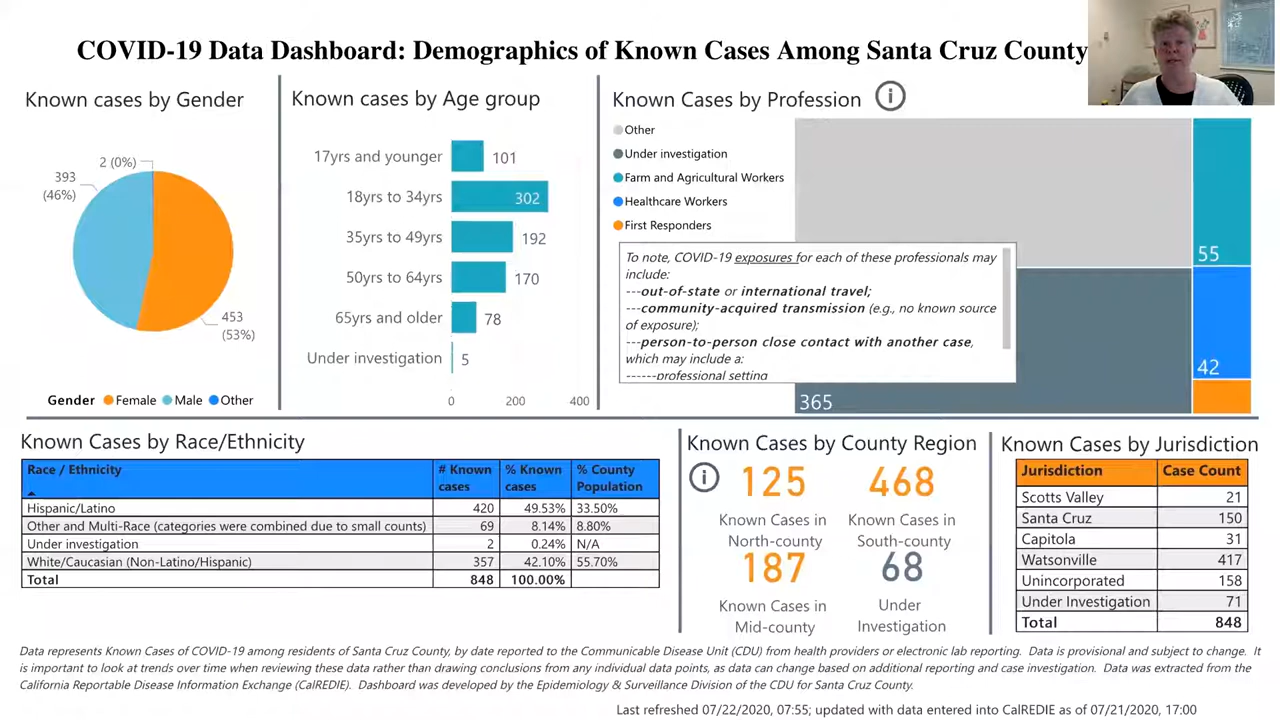 COVID-19 Data Dashboard: Demographics of Known Cases Among Santa Cruz County
Known cases by Gender
2 (0%)
393
(46%)
453
(53%)
Gender Female Male Other
Known cases by Age group
17yrs and younger 101
18yrs to 34yrs 302
35yrs to 49yrs 192
50yrs to 64yrs 170
65yrs and older 78
Under investigation 5
0 200 400
Known Cases by Profession i
Other
Under investigation
Farm and Agricultural Workers
Healthcare Workers
First Responders
To note, COVID-19 exposures for each of these professionals may
include:
---out-of-state or international travel;
---community-acquired transmission (e.g., no known source
of exposure);
---person-to-person close contact with another case,
which may include a:
------professional setting
365
55
42
Known Cases by Race/Ethnicity
Race / Ethnicity # Known cases % Known cases % County Population
Hispanic/Latino 420 49.53% 33.50%
Other and Multi-Race (categories were combined due to small counts) 69 8.14% 8.80%
Under investigation 2 0.24% N/A
White/Caucasian (Non-Latino/Hispanic) 357 42.10% 55.70%
Total 848 100.00%
Known Cases by County Region
i
125
Known Cases in
North-county
468
Known Cases in
South-county
187
Known Cases in
Mid-county
68
Under
Investigation
Known Cases by Jurisdiction
Jurisdiction Case Count
Scotts Valley 21
Santa Cruz 150
Capitola 31
Watsonville 417
Unincorporated 158
Under Investigation 71
Total 848
Data represents Known Cases of COVID-19 among residents of Santa Cruz County, by date reported to the Communicable Disease Unit (CDU) from health providers or electronic lab reporting. Data is provisional and subject to change. It
is important to look at trends over time when reviewing these data rather than drawing conclusions from any individual data points, as data can change based on additional reporting and case investigation. Data was extracted from the
California Reportable Disease Information Exchange (CalREDIE). Dashboard was developed by the Epidemiology & Surveillance Division of the CDU for Santa Cruz County.
Last refreshed 07/22/2020, 07:55; updated with data entered into CalREDIE as of 07/21/2020, 17:00